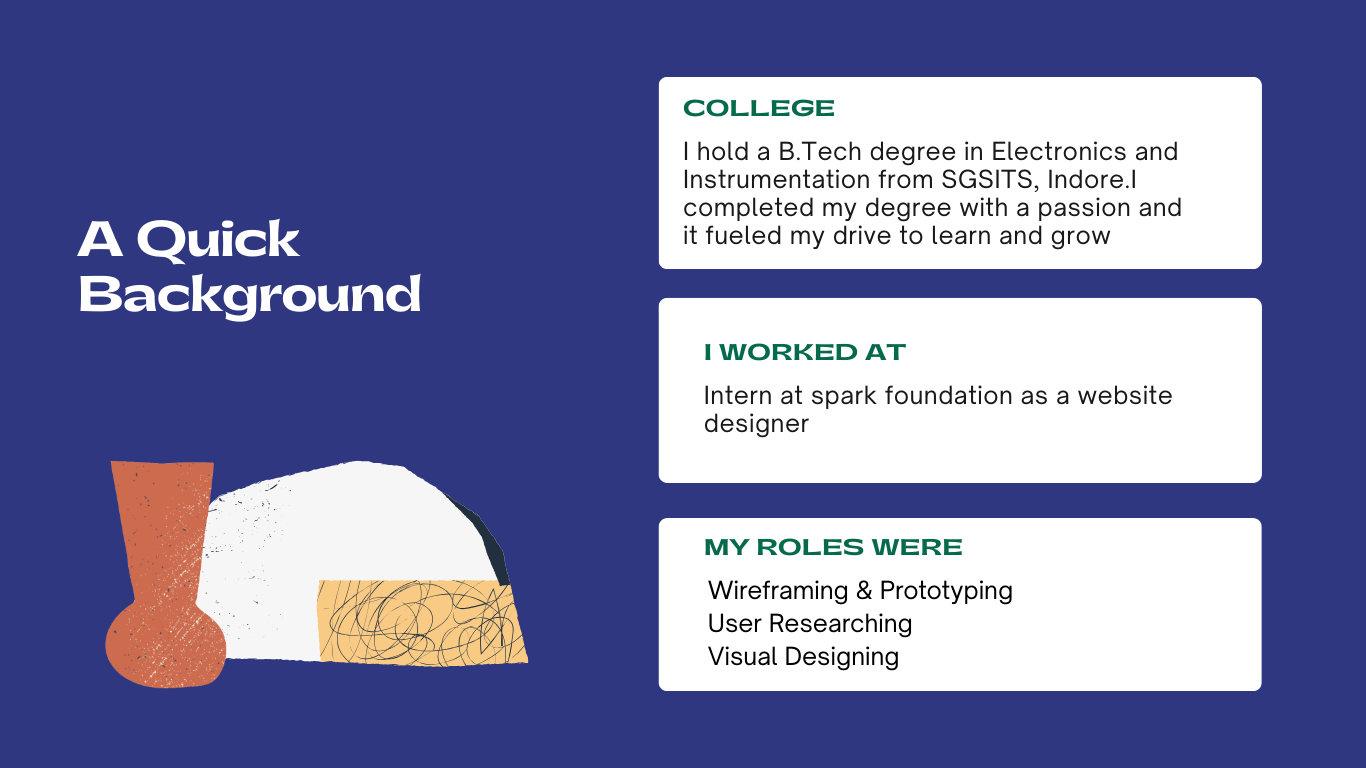 A Quick
Background
COLLEGE
I hold a B.Tech degree in Electronics and
Instrumentation from SGSITS, Indore.I
completed my degree with a passion and
it fueled my drive to learn and grow
I WORKED AT
Intern at spark foundation as a website
designer
MY ROLES WERE
Wireframing & Prototyping
User Researching
Visual Designing